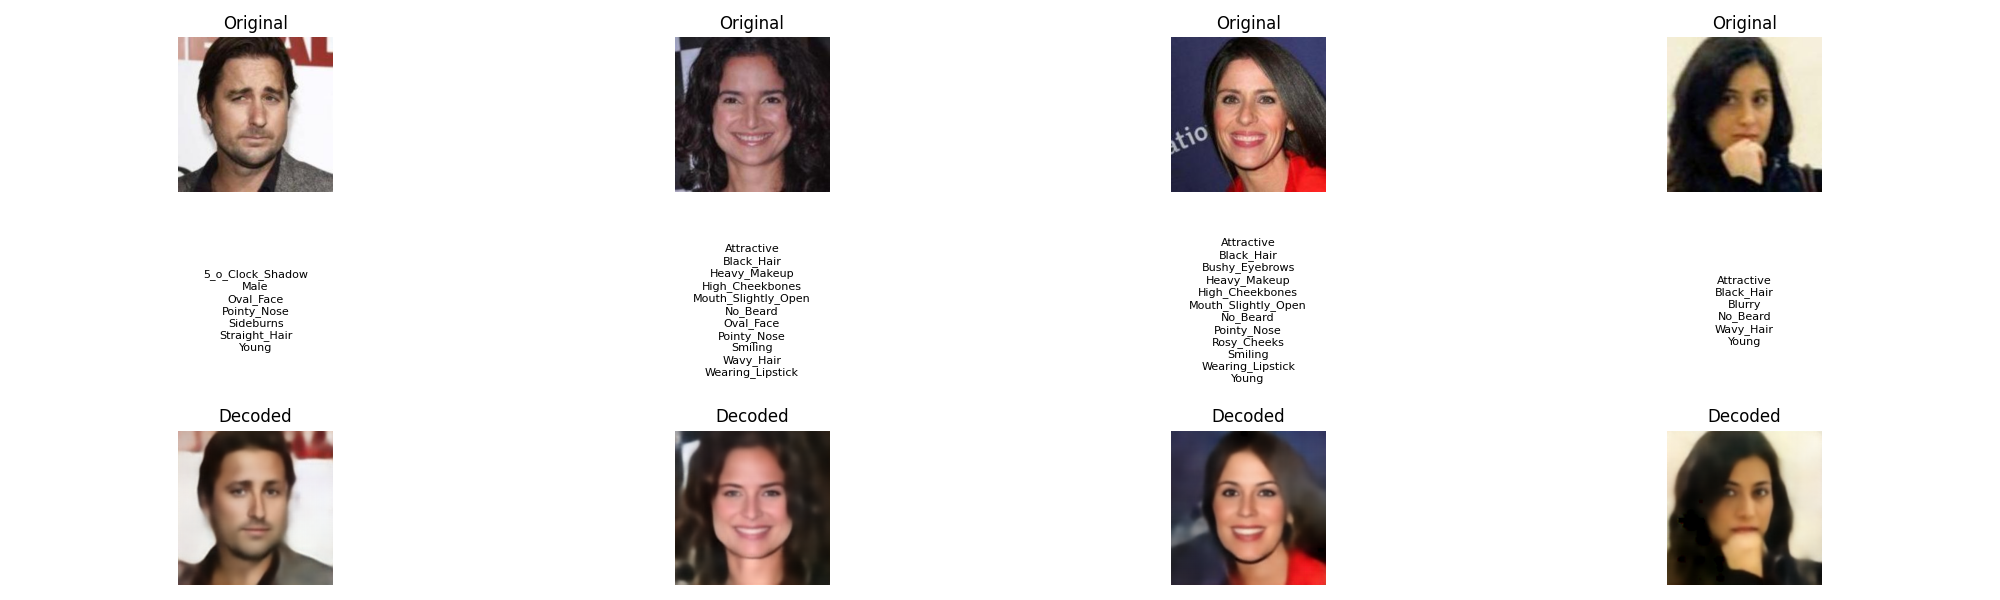 Original
Original
Original
Original
atio
5_o_Clock_Shadow
Male
Oval_Face
Pointy_Nose
Sideburns
Straight_Hair
Young
Attractive
Black_Hair
Heavy_Makeup
High_Cheekbones
Mouth_Slightly_Open
No_Beard
Oval_Face
Pointy_Nose
Smiling
Wavy_Hair
Wearing_Lipstick
Attractive
Black_Hair
Bushy_Eyebrows
Heavy_Makeup
High_Cheekbones
Mouth_Slightly_Open
No_Beard
Pointy_Nose
Rosy_Cheeks
Smiling
Wearing_Lipstick
Young
Attractive
Black_Hair
Blurry
No_Beard
Wavy_Hair
Young
Decoded
Decoded
Decoded
Decoded